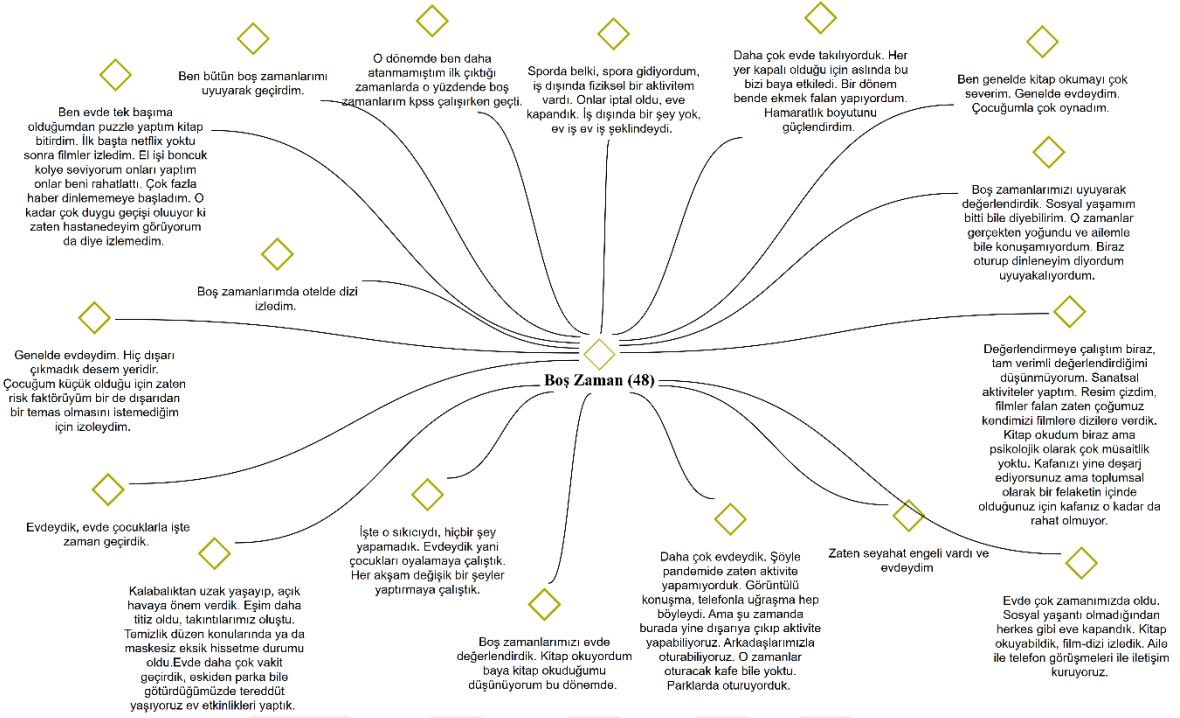 Ben evde tek başıma
olduğumdan puzzle yaptım kitap
bitirdim. İlk başta netflix yoktu
sonra filmler izledim. El işi boncuk
kolye seviyorum onları yaptım
onlar beni rahatlattı. Çok fazla
haber dinlememeye başladım. O
kadar çok duygu geçişi oluuyor ki
zaten hastanedeyim görüyorum
da diye izlemedim.
Ben bütün boş zamanlarımı
uyuyarak geçirdim.
O dönemde ben daha
atanmamıştım ilk çıktığı
zamanlarda o yüzdende boş
zamanlarım kpss çalışırken geçti.
Sporda belki, spora gidiyordum,
iş dışında fiziksel bir aktivitem
vardı. Onlar iptal oldu, eve
kapandık. İş dışında bir şey yok,
ev iş ev iş şeklindeydi.
Daha çok evde takılıyorduk. Her
yer kapalı olduğu için aslında bu
bizi baya etkiledi. Bir dönem
bende ekmek falan yapıyordum.
Hamaratlık boyutunu
güçlendirdim.
Ben genelde kitap okumayı çok
severim. Genelde evdeydim.
Çocuğumla çok oynadım.
Boş zamanlarımızı uyuyarak
değerlendirdik. Sosyal yaşamım
bitti bile diyebilirim. O zamanlar
gerçekten yoğundu ve ailemle
bile konuşamıyordum. Biraz
oturup dinleneyim diyordum
uyuyakalıyordum.
Boş zamanlarımda otelde dizi
izledim.
Genelde evdeydim. Hiç dışarı
çıkmadık desem yeridir.
Çocuğum küçük olduğu için zaten
risk faktörüyüm bir de dışarıdan
bir temas olmasını istemediğim
için izoleydim.
Boş Zaman (48)
Değerlendirmeye çalıştım biraz,
tam verimli değerlendirdiğimi
düşünmüyorum. Sanatsal
aktiviteler yaptım. Resim çizdim,
filmler falan zaten çoğumuz
kendimizi filmlere dizilere verdik.
Kitap okudum biraz ama
psikolojik olarak çok müsaitlik
yoktu. Kafanızı yine deşarj
ediyorsunuz ama toplumsal
olarak bir felaketin içinde
olduğunuz için kafanız o kadar da
rahat olmuyor.
Evdeydik, evde çocuklarla işte
zaman geçirdik.
Kalabalıktan uzak yaşayıp, açık
havaya önem verdik. Eşim daha
titiz oldu, takıntılarımız oluştu.
Temizlik düzen konularında ya da
maskesiz eksik hissetme durumu
oldu.Evde daha çok vakit
geçirdik, eskiden parka bile
götürdüğümüzde tereddüt
yaşıyoruz ev etkinlikleri yaptık.
İşte o sıkıcıydı, hiçbir şey
yapamadık. Evdeydik yani
çocukları oyalamaya çalıştık.
Her akşam değişik bir şeyler
yaptırmaya çalıştık.
Boş zamanlarımızı evde
değerlendirdik. Kitap okuyordum
baya kitap okuduğumu
düşünüyorum bu dönemde.
Daha çok evdeydik. Şöyle
pandemide zaten aktivite
yapamıyorduk. Görüntülü
konuşma, telefonla uğraşma hep
böyleydi. Ama şu zamanda
burada yine dışarıya çıkıp aktivite
yapabiliyoruz. Arkadaşlarımızla
oturabiliyoruz. O zamanlar
oturacak kafe bile yoktu.
Parklarda oturuyorduk.
Zaten seyahat engeli vardı ve
evdeydim
Evde çok zamanımızda oldu.
Sosyal yaşantı olmadığından
herkes gibi eve kapandık. Kitap
okuyabildik, film-dizi izledik. Aile
ile telefon görüşmeleri ile iletişim
kuruyoruz.